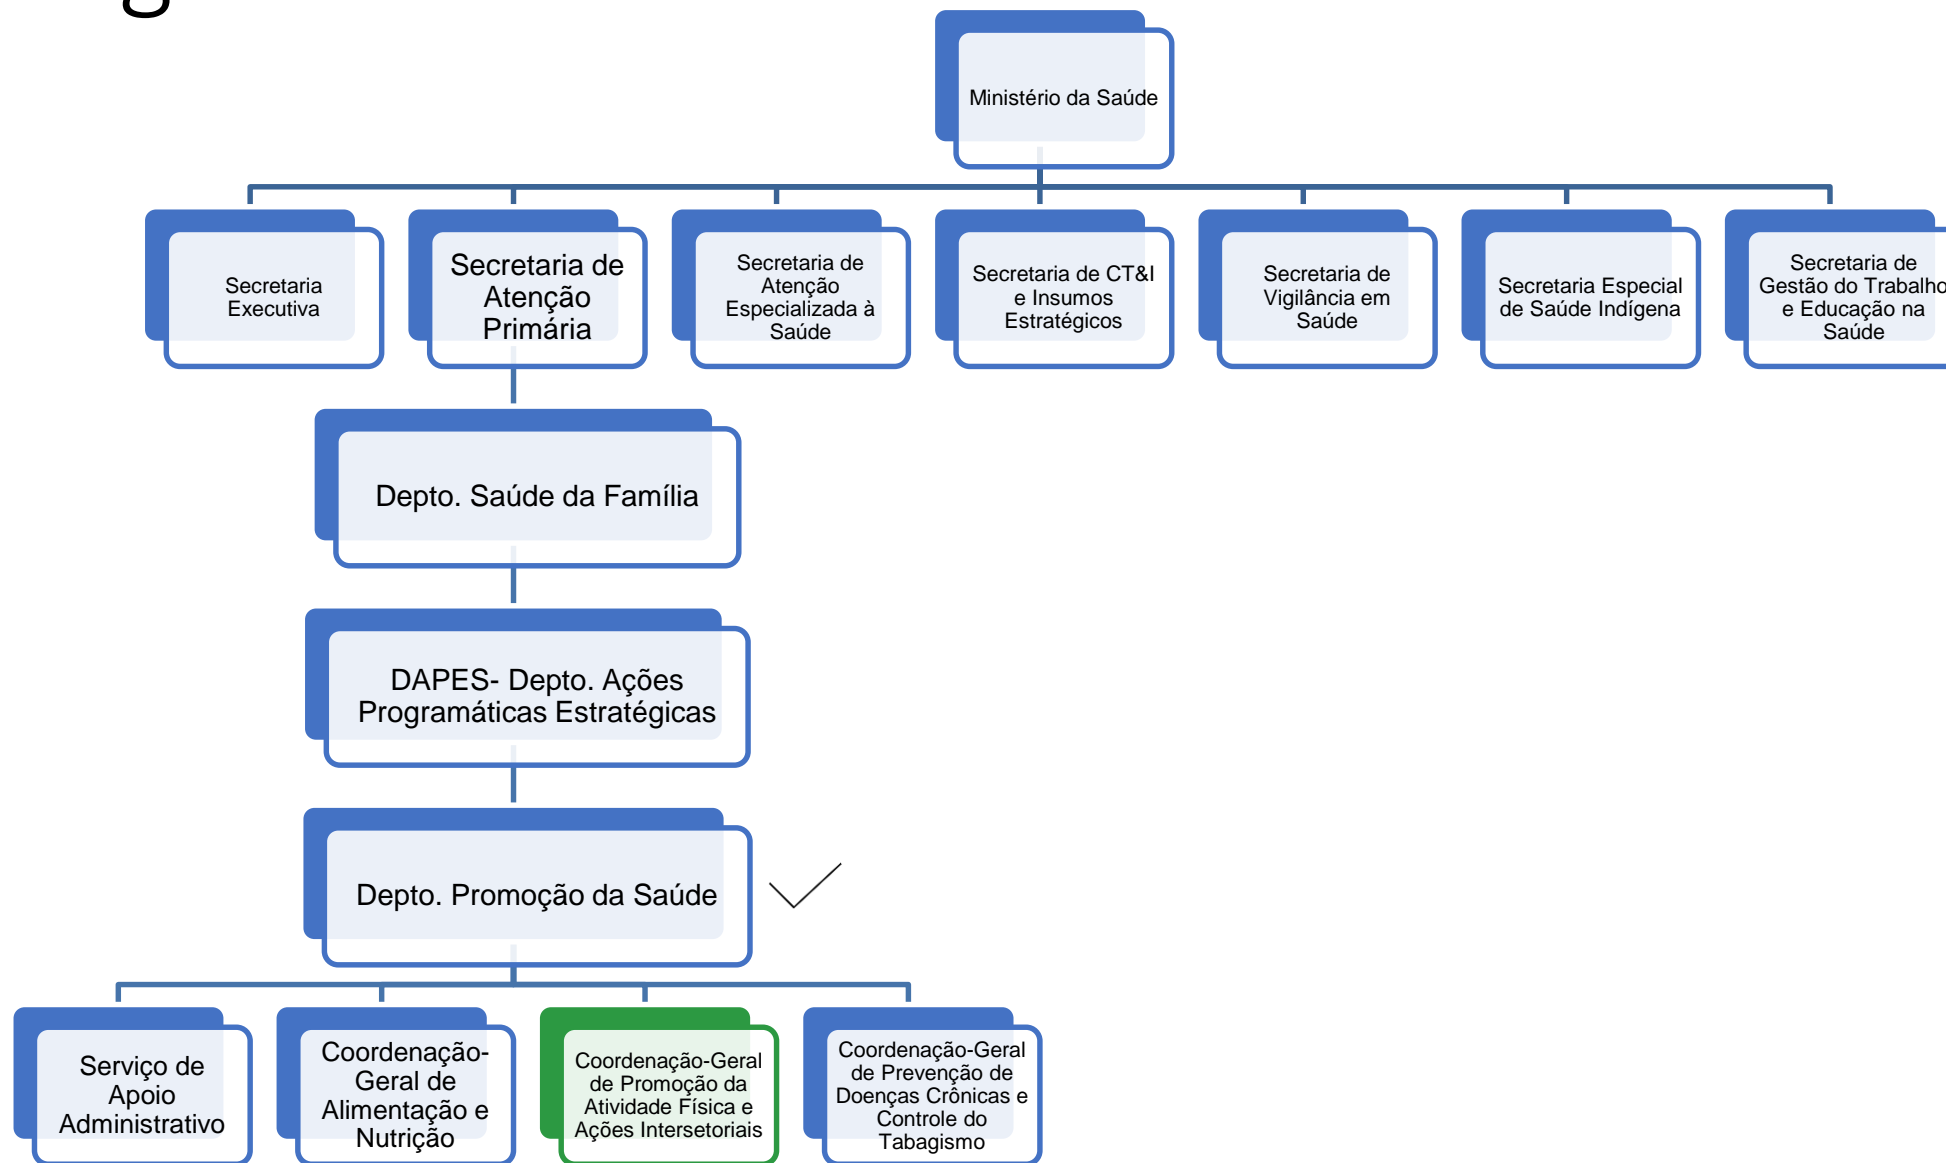 Ministério da Saúde
Secretaria
Executiva
Secretaria de
Atenção
Primária
Secretaria de
Atenção
Especializada à
Saúde
Secretaria de CT&I
e Insumos
Estratégicos
Secretaria de
Vigilância em
Saúde
Secretaria Especial
de Saúde Indígena
Secretaria de
Gestão do Trabalho
e Educação na
Saúde
Depto. Saúde da Família
DAPES- Depto. Ações
Programáticas Estratégicas
Depto. Promoção da Saúde
Serviço de
Apoio
Administrativo
Coordenação-
Geral de
Alimentação e
Nutrição
Coordenação-Geral
de Promoção da
Atividade Física e
Ações Intersetoriais
Coordenação-Geral
de Prevenção de
Doenças Crônicas e
Controle do
Tabagismo